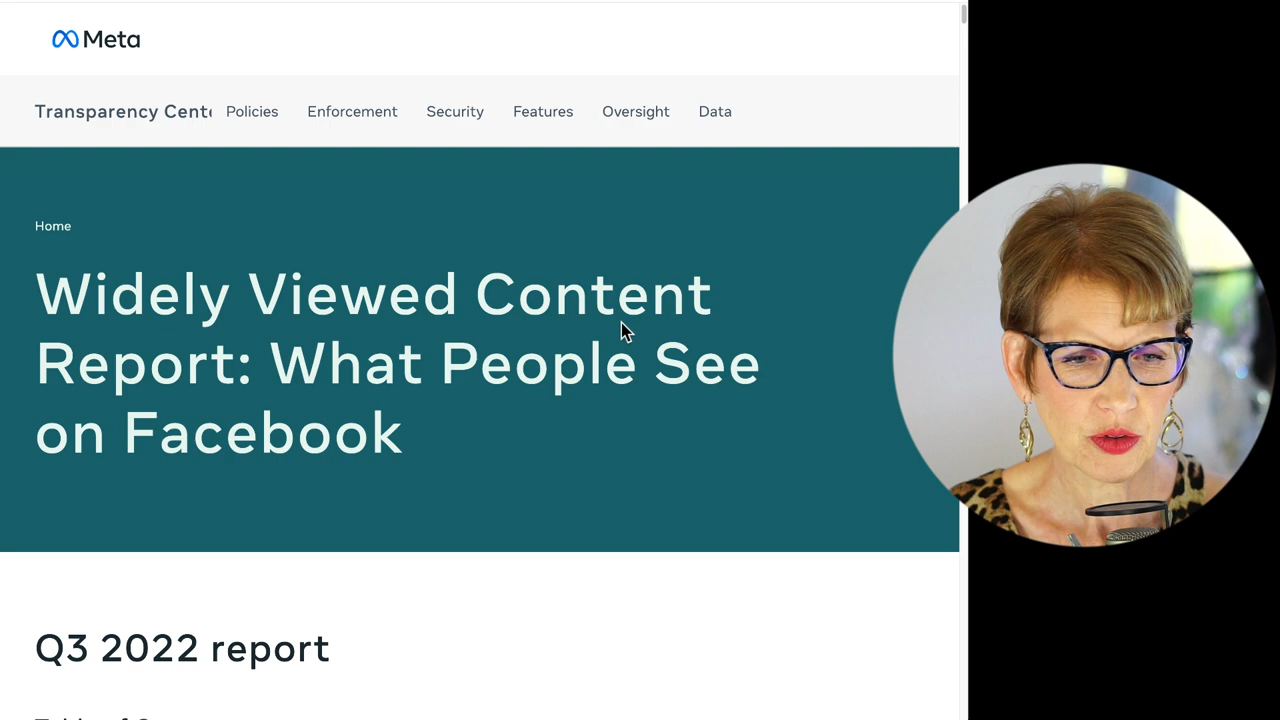 Meta
Transparency Cent
Policies
Enforcement
Security
Features
Oversight
Data
Home
Widely Viewed Content
Report: What People See
on Facebook
Q3 2022 report